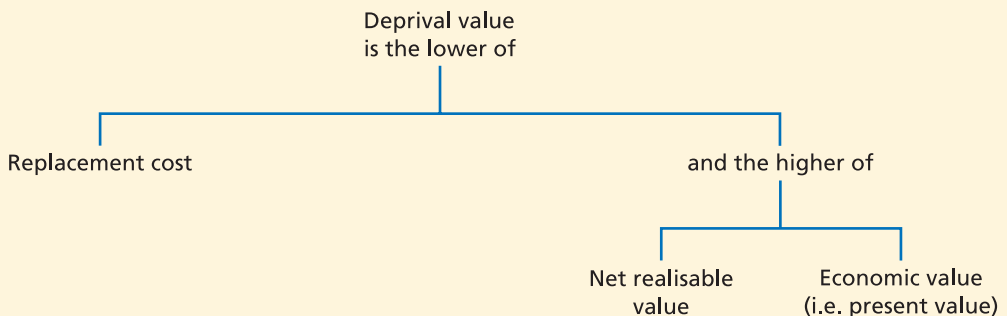 Deprival value
is the lower of
Replacement cost
and the higher of
Net realisable
value
Economic value
(i.e. present value)